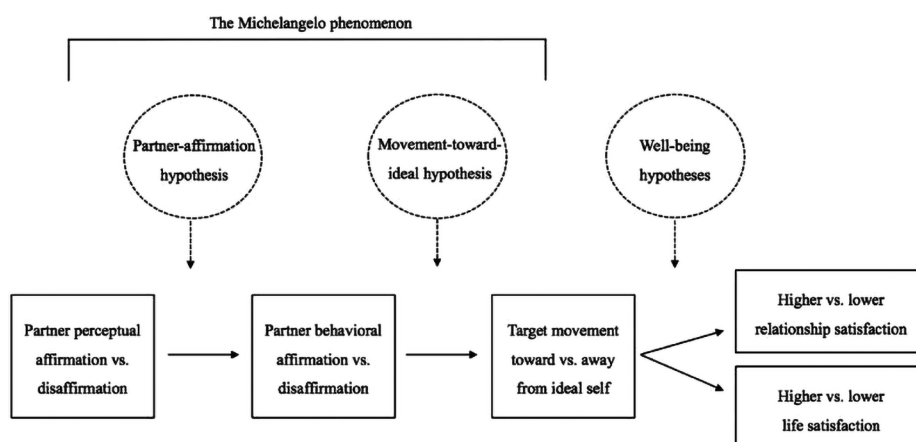 The Michelangelo phenomenon
Partner-affirmation
hypothesis
Movement-toward-
ideal hypothesis
Well-being
hypotheses
Partner perceptual
affirmation vs.
disaffirmation
Partner behavioral
affirmation vs.
disaffirmation
Target movement
toward vs. away
from ideal self
Higher vs. lower
relationship satisfaction
Higher vs. lower
life satisfaction